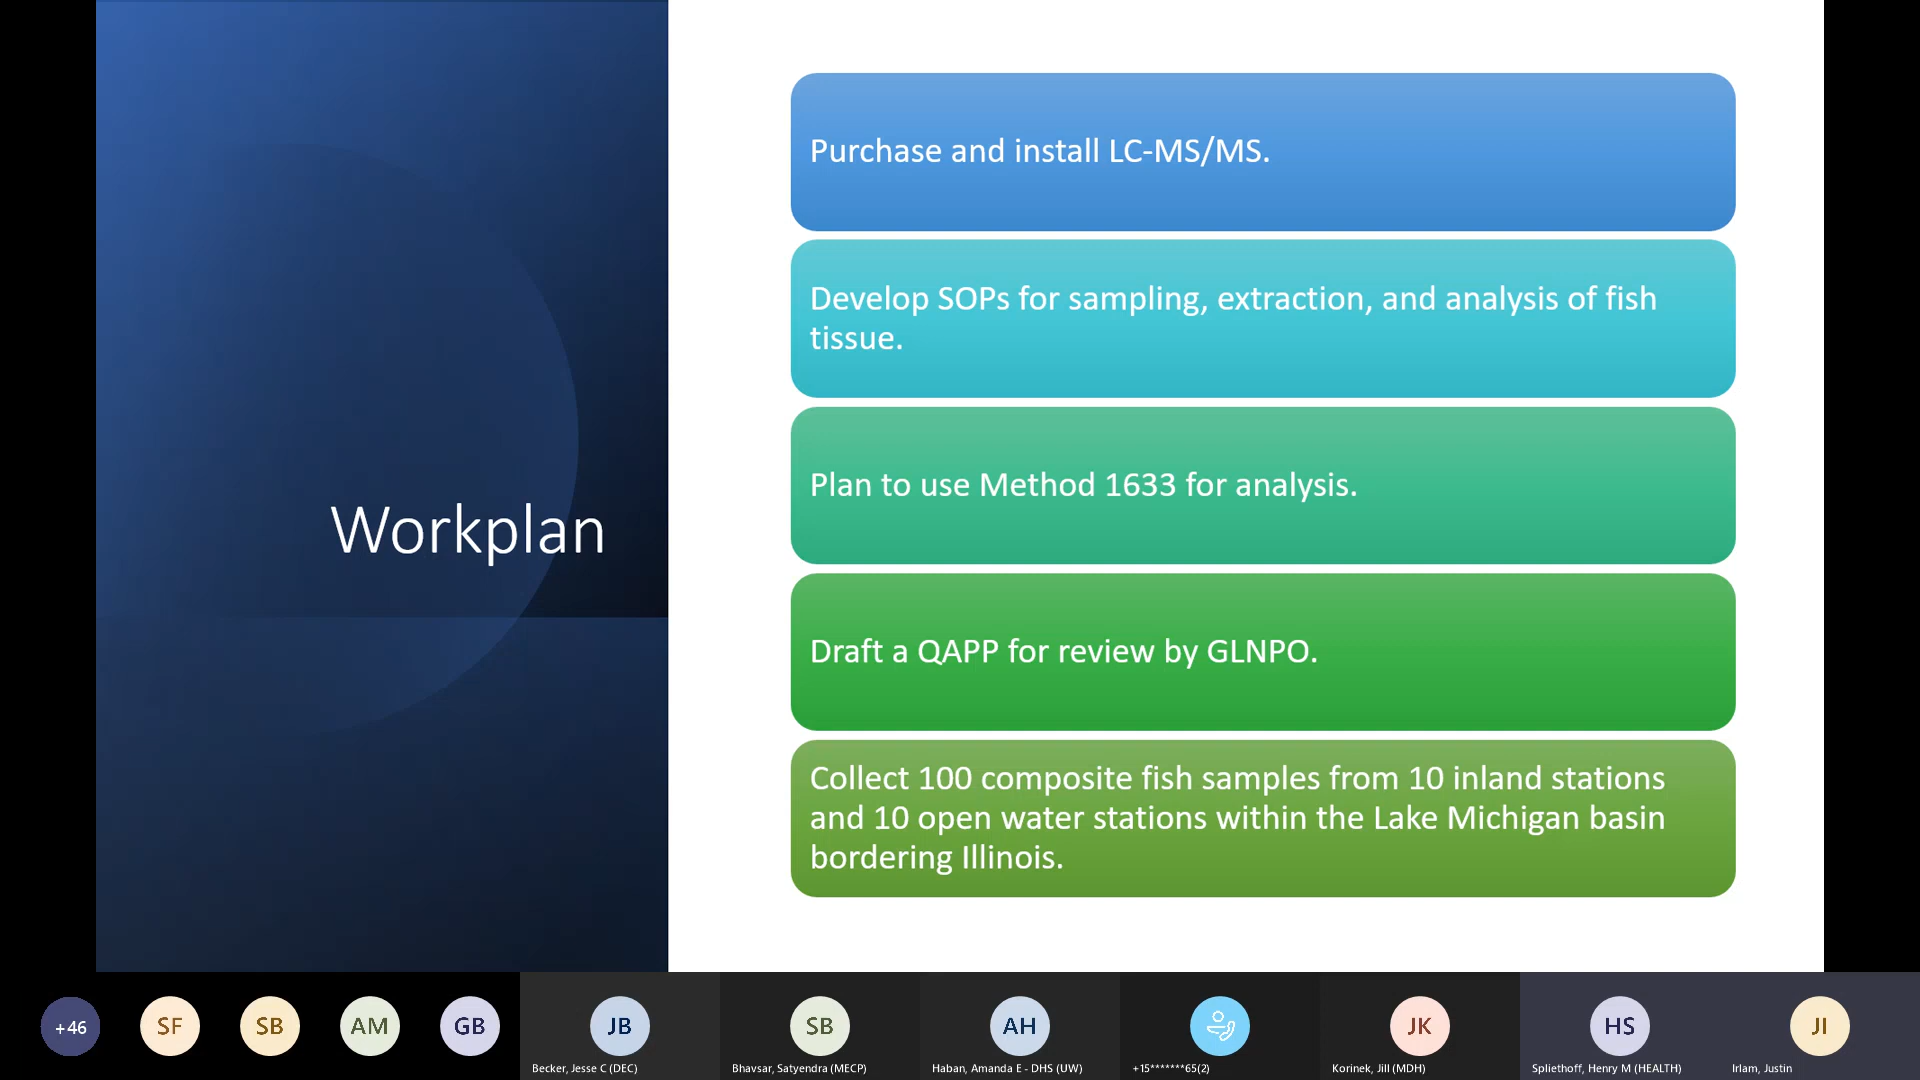 Workplan
Purchase and install LC-MS/MS.
Develop SOPs for sampling, extraction, and analysis of fish
tissue.
Plan to use Method 1633 for analysis.
Draft a QAPP for review by GLNPO.
Collect 100 composite fish samples from 10 inland stations
and 10 open water stations within the Lake Michigan basin
bordering Illinois.
+46
SF
SB
AM
GB
JB
SB
AH
JK
HS
JI
Becker, Jesse C (DEC)
Bhavsar, Satyendra (MECP)
Haban, Amanda E - DHS (UW)
+15*******65(2)
Korinek, Jill (MDH)
Spliethoff, Henry M (HEALTH)
Irlam, Justin